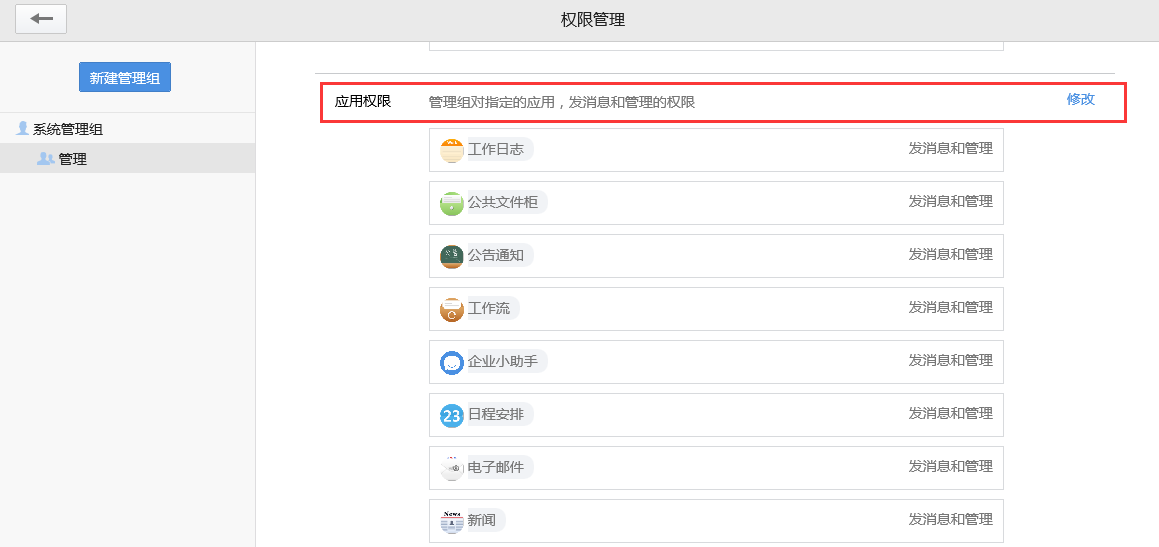 权限管理
新建管理组
系统管理组
管理
应用权限 管理组对指定的应用，发消息和管理的权限 修改
工作日志 发消息和管理
公共文件柜 发消息和管理
公告通知 发消息和管理
工作流 发消息和管理
企业小助手 发消息和管理
23 日程安排 发消息和管理
电子邮件 发消息和管理
News 新闻 发消息和管理